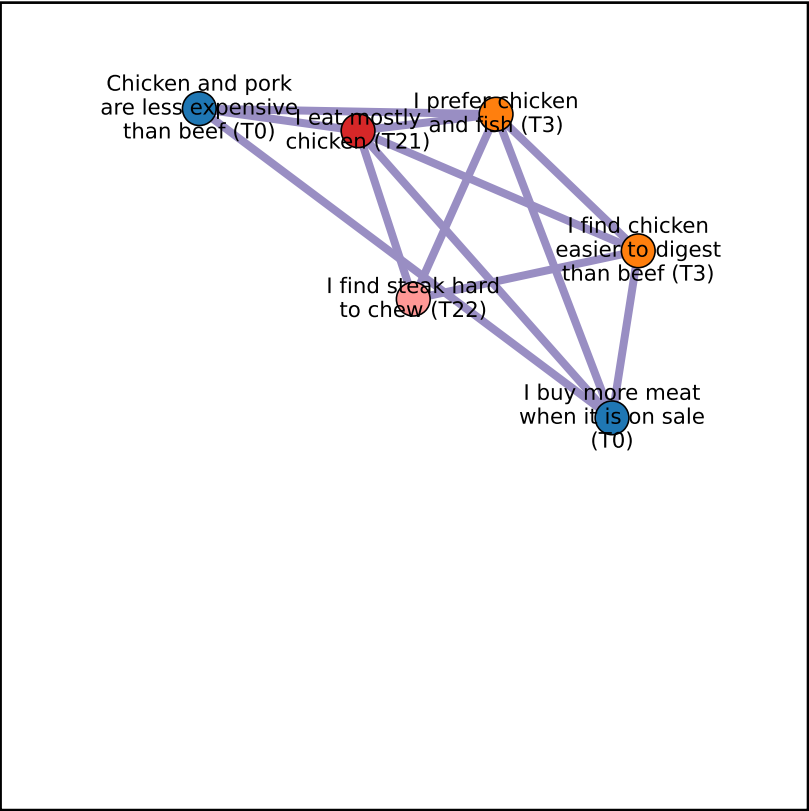 Chicken and pork
are less expensive
than beef (T0)
I eat mostly
chicken (T21)
I prefer chicken
and fish (T3)
I find chicken
easier to digest
than beef (T3)
I find steak hard
to chew (T22)
I buy more meat
when it is on sale
(T0)